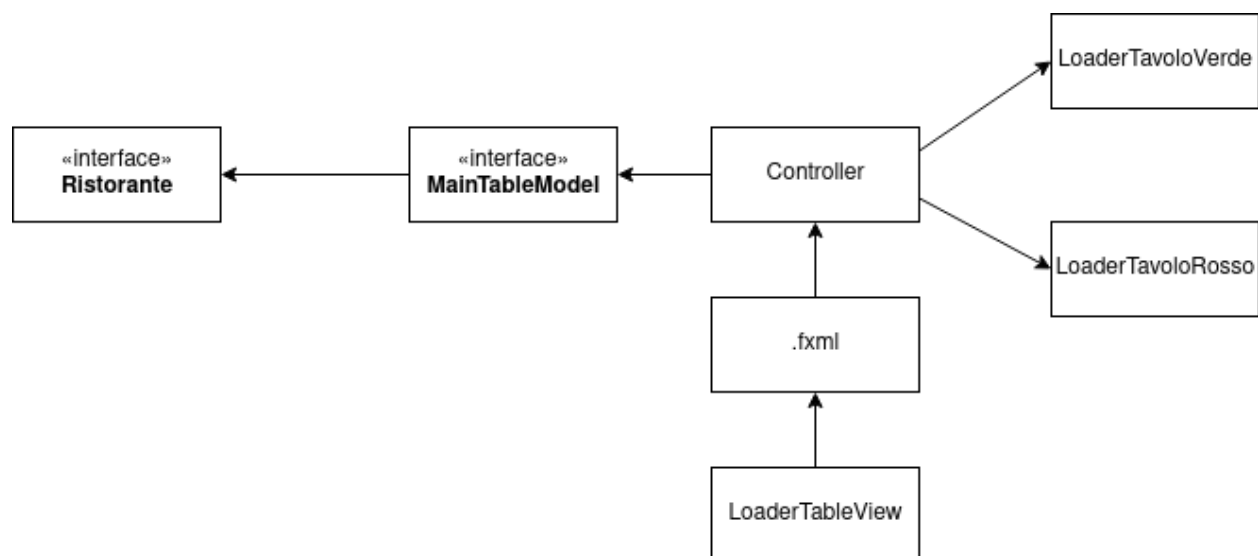 LoaderTavoloVerde
«interface»
Ristorante
«interface»
MainTableModel
Controller
LoaderTavoloRosso
.fxml
LoaderTableView